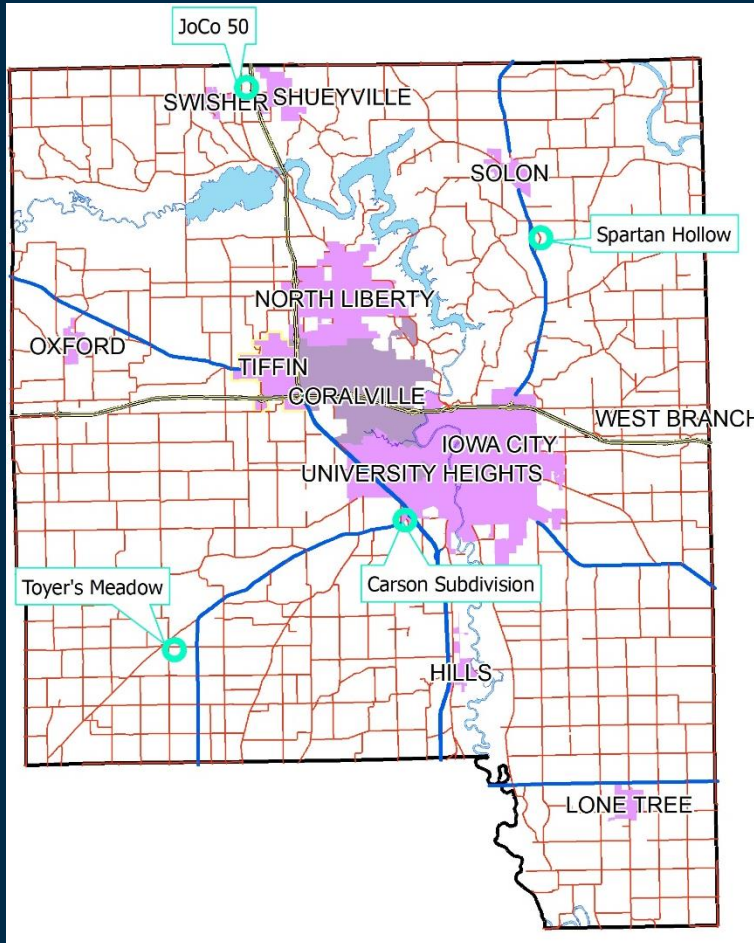 JoCo 50
SWISHER
SHUEYVILLE
SOLON
Spartan Hollow
NORTH LIBERTY
OXFORD
TIFFIN
CORALVILLE
WEST BRANCH
IOWA CITY
UNIVERSITY HEIGHTS
Toyer's Meadow
Carson Subdivision
HILLS
LONE TREE